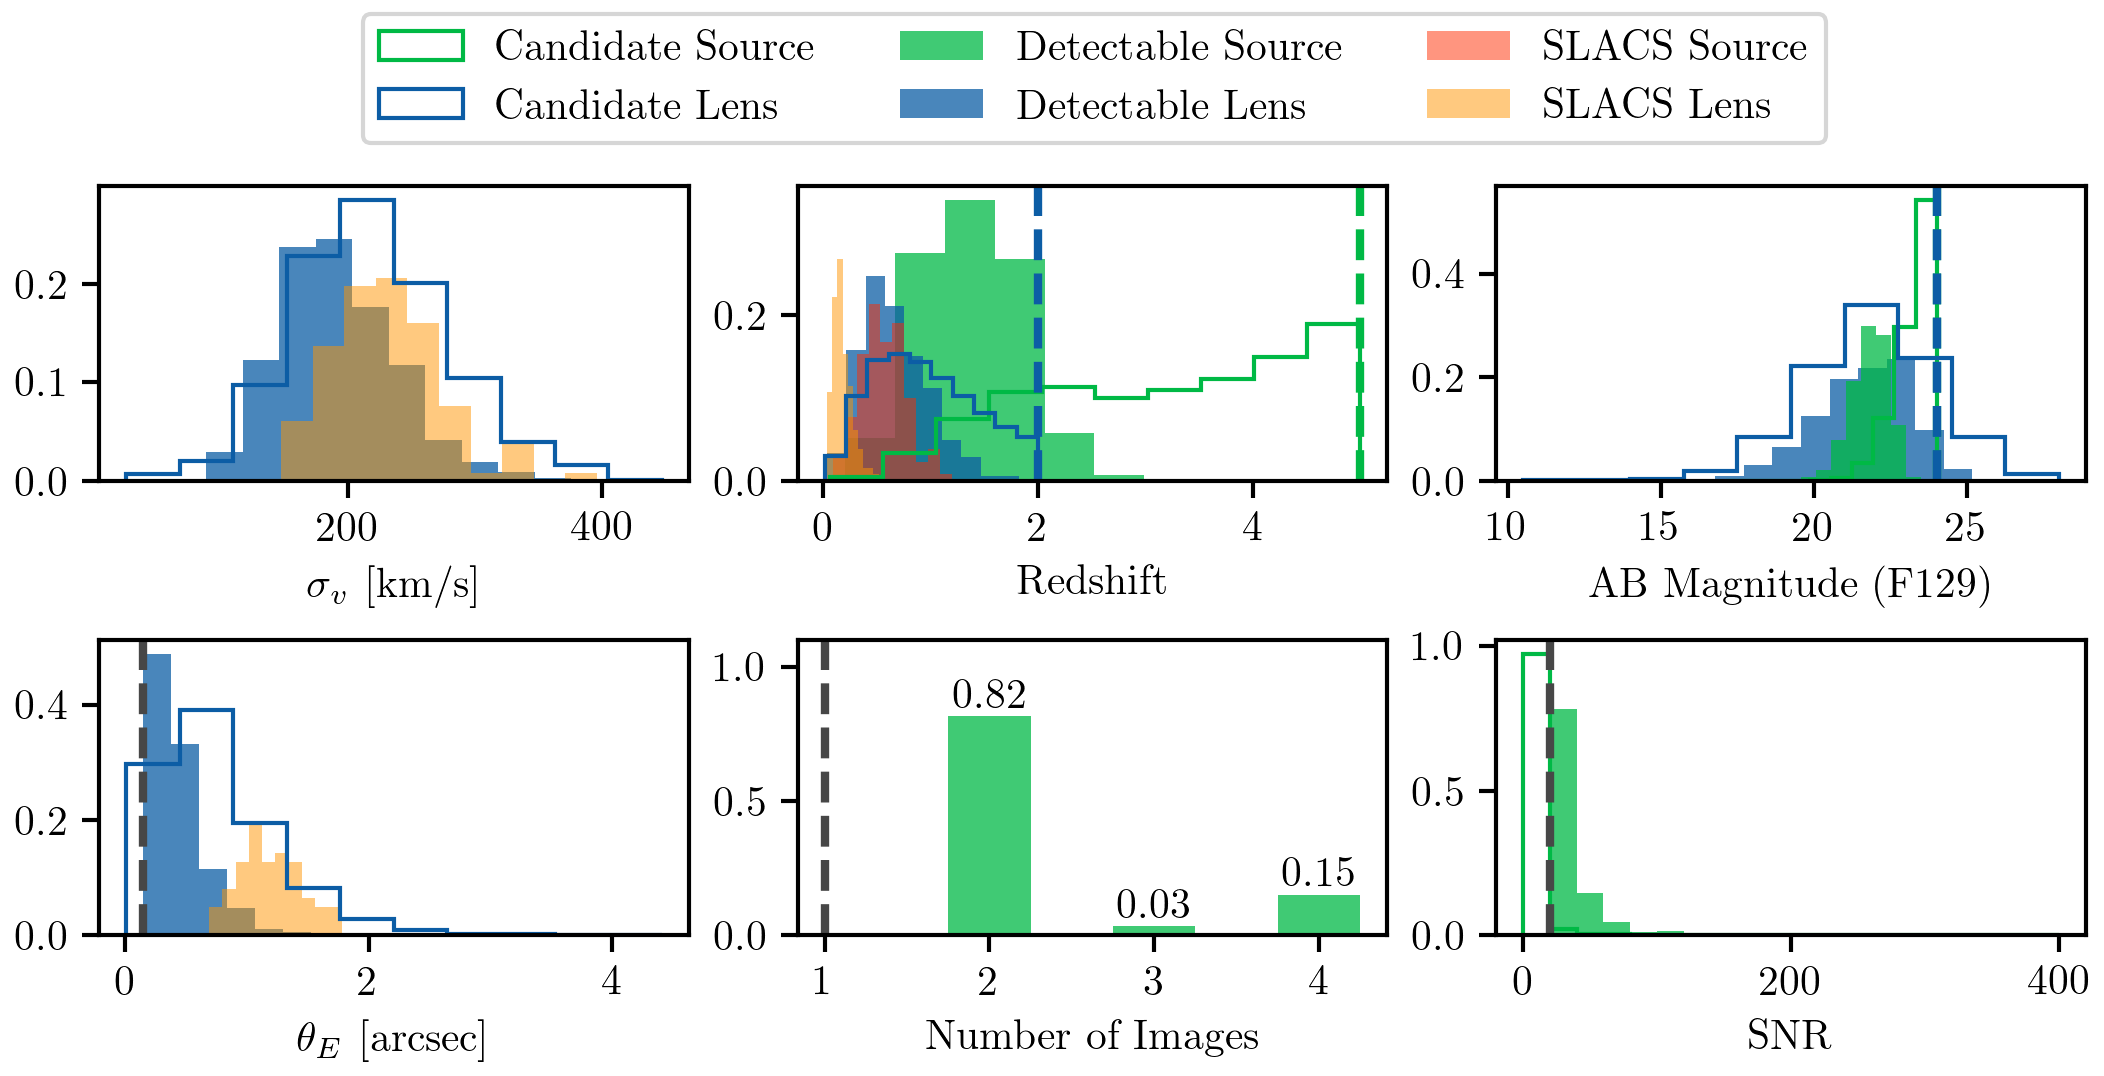 Candidate Source Detectable Source SLACS Source
Candidate Lens Detectable Lens SLACS Lens
0.2
0.1
0.0
200 400
σ_v [km/s]
0.2
0.0
0 2 4
Redshift
0.4
0.2
0.0
10 15 20 25
AB Magnitude (F129)
0.4
0.2
0.0
0 2 4
θ_E [arcsec]
1.0
0.5
0.0
0.82
0.03
0.15
1 2 3 4
Number of Images
1.0
0.5
0.0
0 200 400
SNR